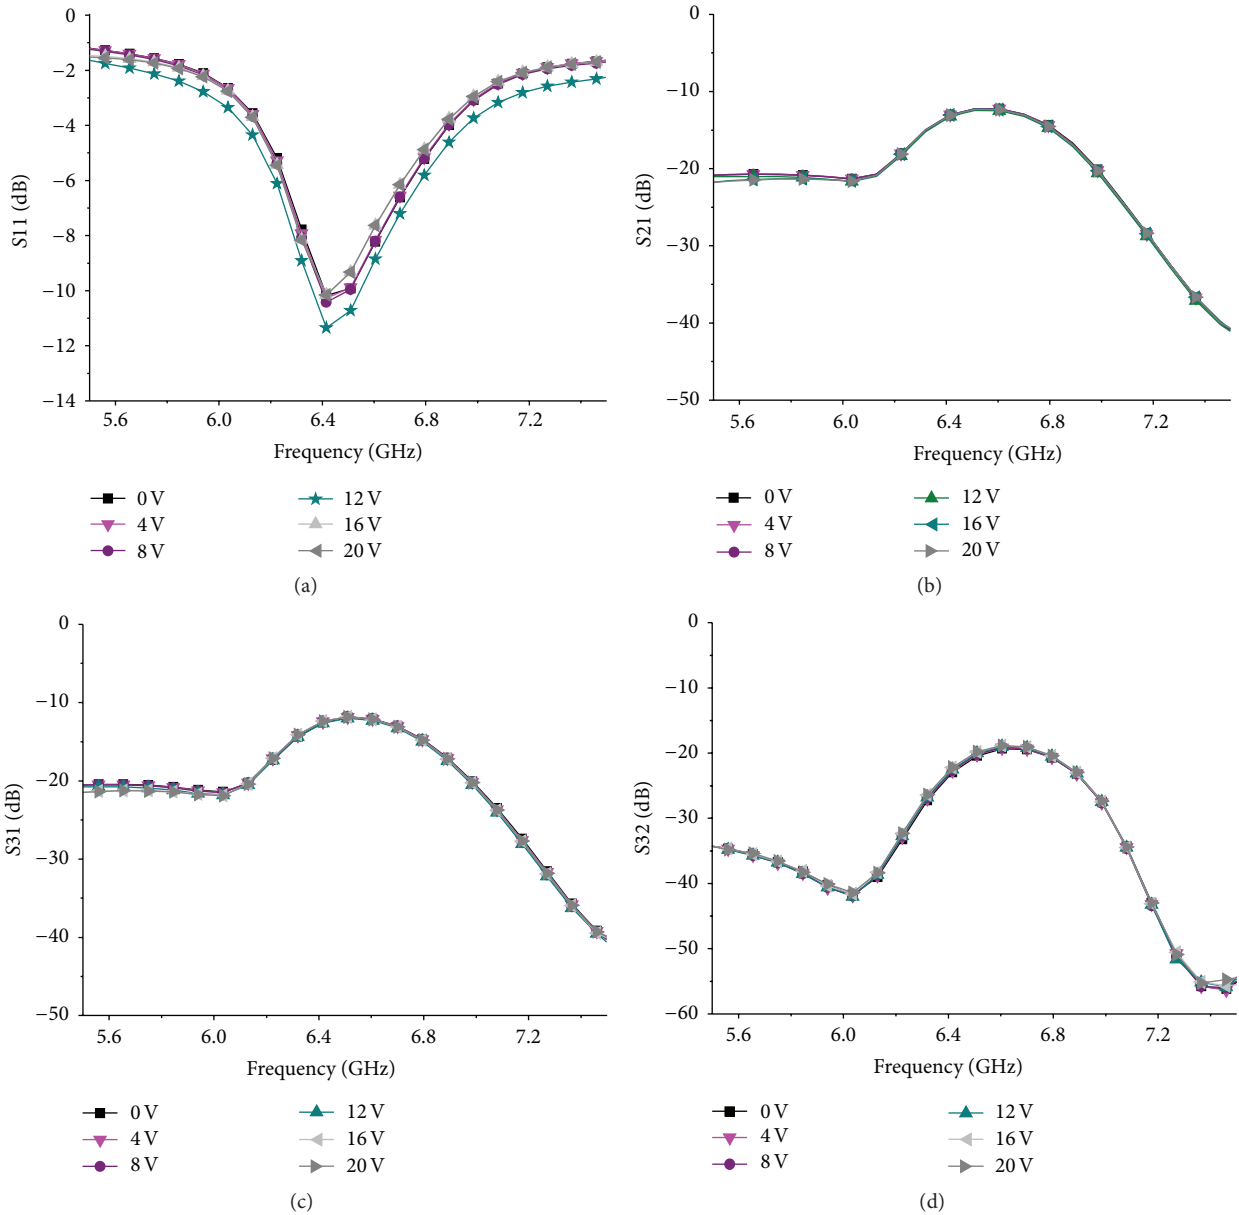 0
−2
−4
−6
−8
−10
−12
−14
S11 (dB)
5.6 6.0 6.4 6.8 7.2
Frequency (GHz)
0 V
4 V
8 V
12 V
16 V
20 V
(a)
0
−10
−20
−30
−40
−50
S21 (dB)
5.6 6.0 6.4 6.8 7.2
Frequency (GHz)
0 V
4 V
8 V
12 V
16 V
20 V
(b)
0
−10
−20
−30
−40
−50
S31 (dB)
5.6 6.0 6.4 6.8 7.2
Frequency (GHz)
0 V
4 V
8 V
12 V
16 V
20 V
(c)
0
−10
−20
−30
−40
−50
−60
S32 (dB)
5.6 6.0 6.4 6.8 7.2
Frequency (GHz)
0 V
4 V
8 V
12 V
16 V
20 V
(d)